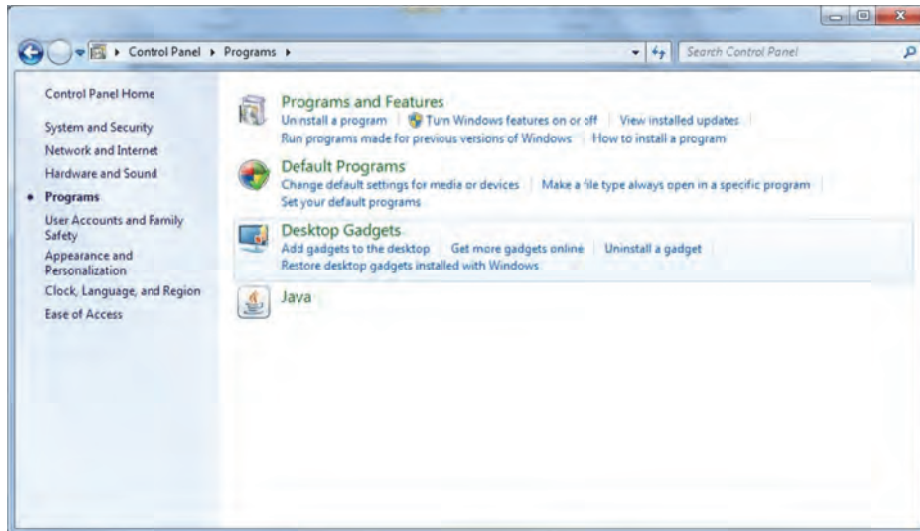 Control Panel ▸ Programs ▸
Search Control Panel
Control Panel Home
System and Security
Network and Internet
Hardware and Sound
Programs
User Accounts and Family
Safety
Appearance and
Personalization
Clock, Language, and Region
Ease of Access
Programs and Features
Uninstall a program Turn Windows features on or off View installed updates
Run programs made for previous versions of Windows How to install a program
Default Programs
Change default settings for media or devices Make a file type always open in a specific program
Set your default programs
Desktop Gadgets
Add gadgets to the desktop Get more gadgets online Uninstall a gadget
Restore desktop gadgets installed with Windows
Java